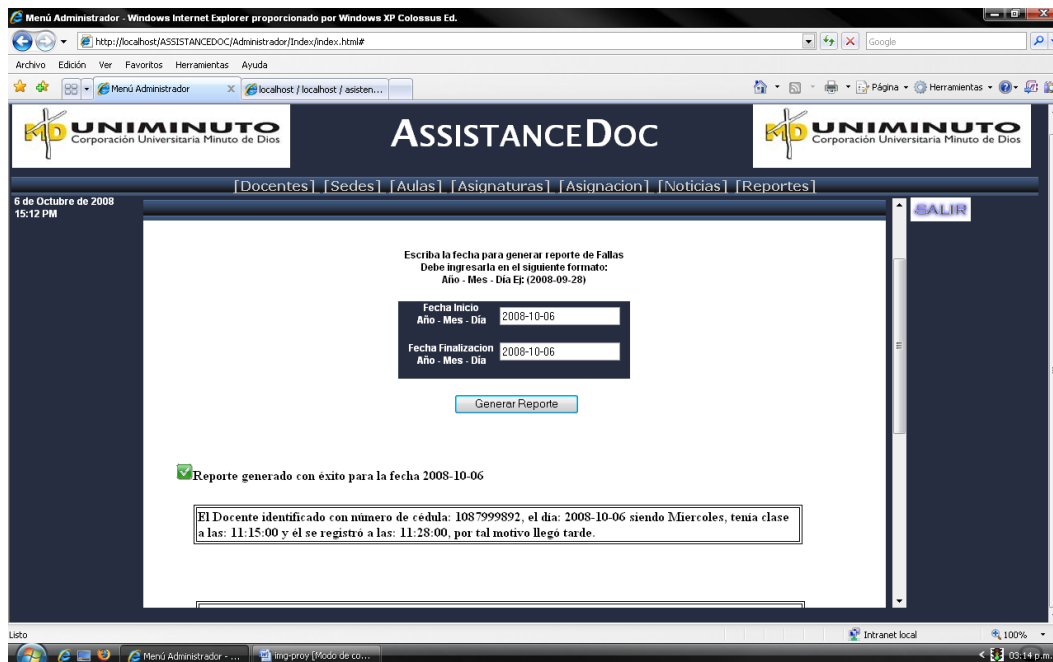 Menú Administrador - Windows Internet Explorer proporcionado por Windows XP Colossus Ed.
http://localhost/ASSISTANCEDOC/Administrador/Index/index.html#
Google
Archivo Edición Ver Favoritos Herramientas Ayuda
Menú Administrador
localhost / localhost / asisten...
Página
Herramientas
UNIMINUTO
Corporación Universitaria Minuto de Dios
ASSISTANCEDOC
UNIMINUTO
Corporación Universitaria Minuto de Dios
[Docentes] [Sedes] [Aulas] [Asignaturas] [Asignacion] [Noticias] [Reportes]
6 de Octubre de 2008
15:12 PM
SALIR
Escriba la fecha para generar reporte de Fallas
Debe ingresarla en el siguiente formato:
Año - Mes - Día Ej: (2008-09-28)
Fecha Inicio
Año - Mes - Día
2008-10-06
Fecha Finalizacion
Año - Mes - Día
2008-10-06
Generar Reporte
Reporte generado con éxito para la fecha 2008-10-06
El Docente identificado con número de cédula: 1087999892, el dia: 2008-10-06 siendo Miercoles, tenia clase
a las: 11:15:00 y él se registró a las: 11:28:00, por tal motivo llegó tarde.
Listo
Intranet local
100%
Menú Administrador - ...
img-proy [Modo de co...
03:14 p.m.